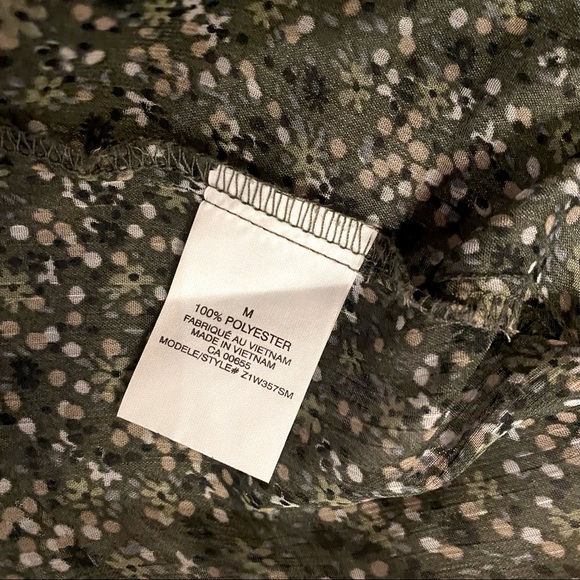 M
100% POLYESTER
FABRIQUÉ AU VIETNAM
MADE IN VIETNAM
CA 00655
MODELE/STYLE# Z1W357SM